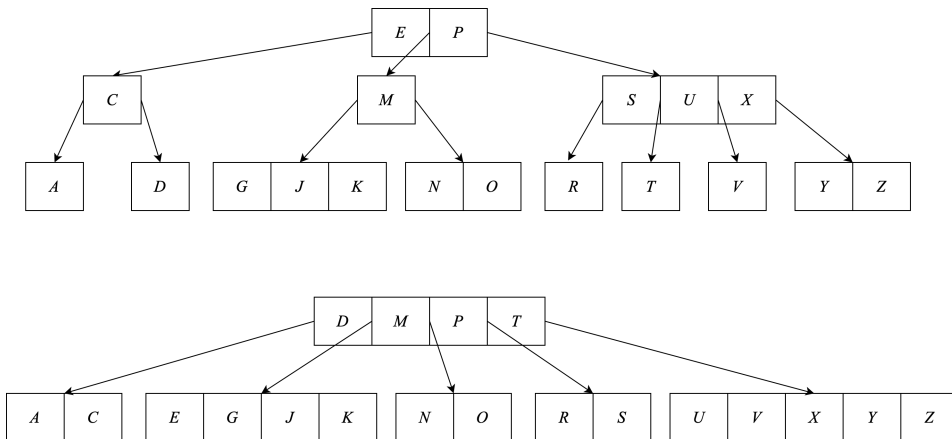 E P
C M S U X
A D G J K N O R T V Y Z
D M P T
A C E G J K N O R S U V X Y Z